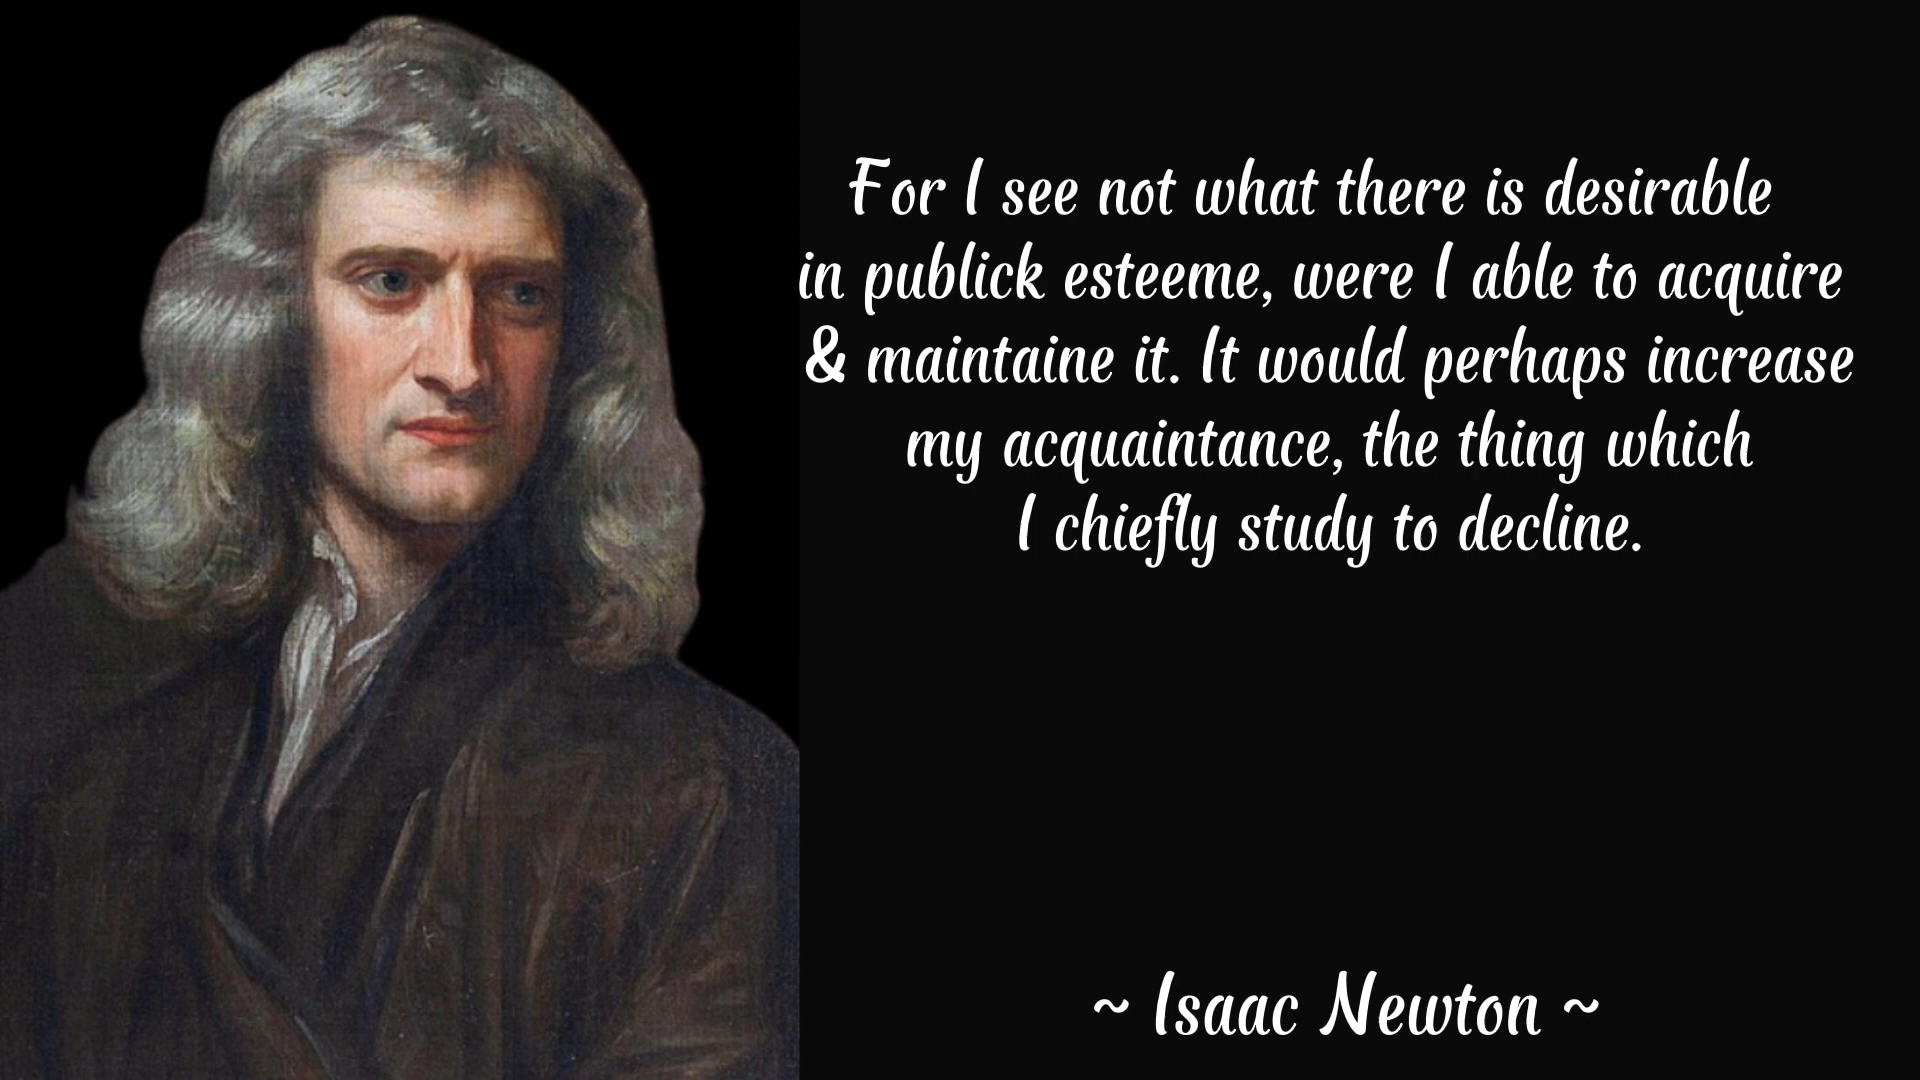 For I see not what there is desirable
in publick esteeme, were I able to acquire
& maintaine it. It would perhaps increase
my acquaintance, the thing which
I chiefly study to decline.
~ Isaac Newton ~